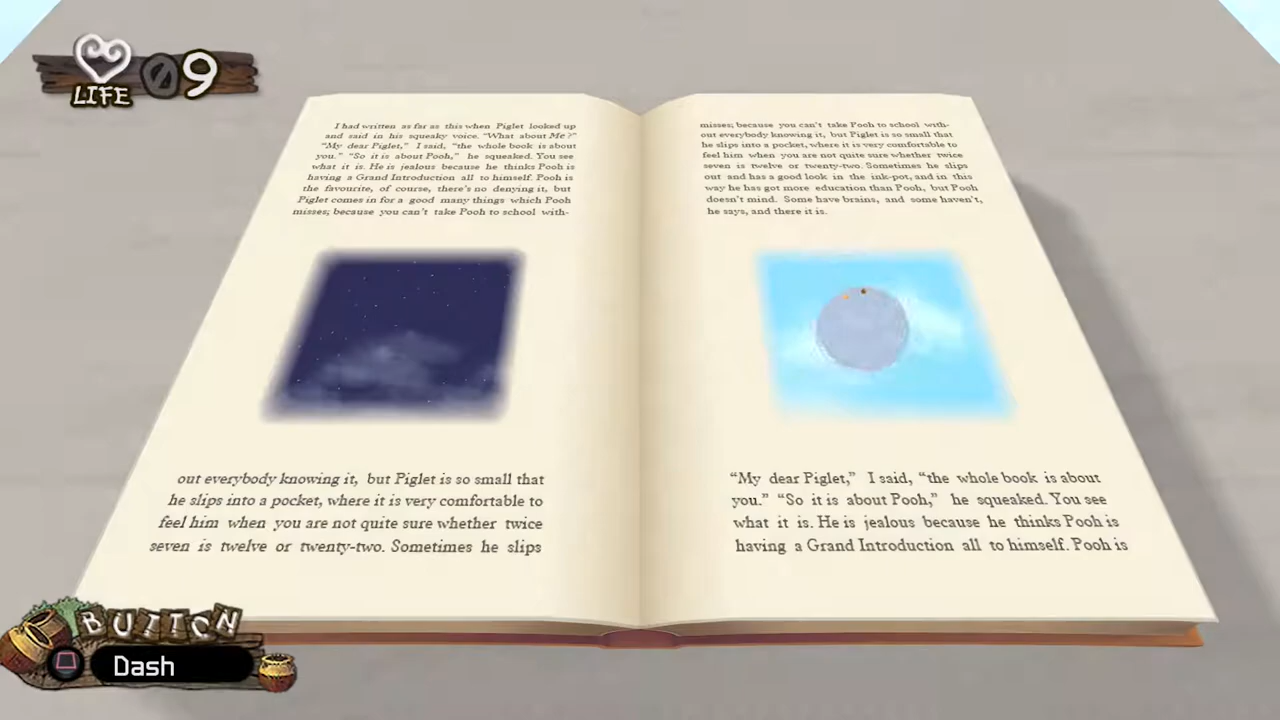 LIFE 09
I had written as far as this when Piglet looked up
and said in his squeaky voice. "What about Me?"
"My dear Piglet," I said, "the whole book is about
you." "So it is about Pooh," he squeaked. You see
what it is. He is jealous because he thinks Pooh is
having a Grand Introduction all to himself. Pooh is
the favourite, of course, there's no denying it, but
Piglet comes in for a good many things which Pooh
misses; because you can't take Pooh to school with-
out everybody knowing it, but Piglet is so small that
he slips into a pocket, where it is very comfortable to
feel him when you are not quite sure whether twice
seven is twelve or twenty-two. Sometimes he slips
misses; because you can't take Pooh to school with-
out everybody knowing it, but Piglet is so small that
he slips into a pocket, where it is very comfortable to
feel him when you are not quite sure whether twice
seven is twelve or twenty-two. Sometimes he slips
out and has a good look in the ink-pot, and in this
way he has got more education than Pooh, but Pooh
doesn't mind. Some have brains, and some haven't,
he says, and there it is.
"My dear Piglet," I said, "the whole book is about
you." "So it is about Pooh," he squeaked. You see
what it is. He is jealous because he thinks Pooh is
having a Grand Introduction all to himself. Pooh is
BUTTON
Dash